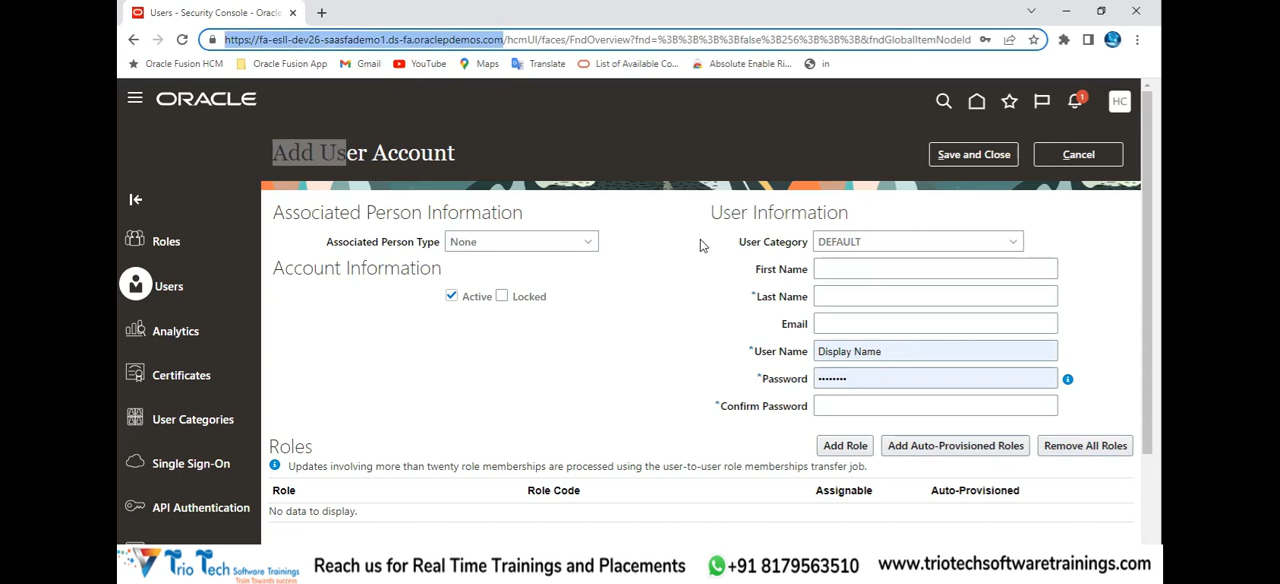 Users - Security Console - Oracle
https://fa-esll-dev26-saasfademo1.ds-fa.oraclepdemos.com/hcmUI/faces/FndOverview?fnd=%3B%3B%3B%3Bfalse%3B256%3B%3B%3B&fndGlobalItemNodeId
Oracle Fusion HCM Oracle Fusion App Gmail YouTube Maps Translate List of Available Co... Absolute Enable Ri... in
ORACLE 1 HC
Add User Account Save and Close Cancel
Associated Person Information User Information
Associated Person Type None User Category DEFAULT
Roles
Account Information First Name
Users
Active Locked *Last Name
Email
Analytics
*User Name Display Name
Certificates *Password ••••••••
*Confirm Password
User Categories
Roles Add Role Add Auto-Provisioned Roles Remove All Roles
Single Sign-On Updates involving more than twenty role memberships are processed using the user-to-user role memberships transfer job.
Role Role Code Assignable Auto-Provisioned
API Authentication No data to display.
Trio Tech Software Trainings
Train Towards success
Reach us for Real Time Trainings and Placements +91 8179563510 www.triotechsoftwaretrainings.com